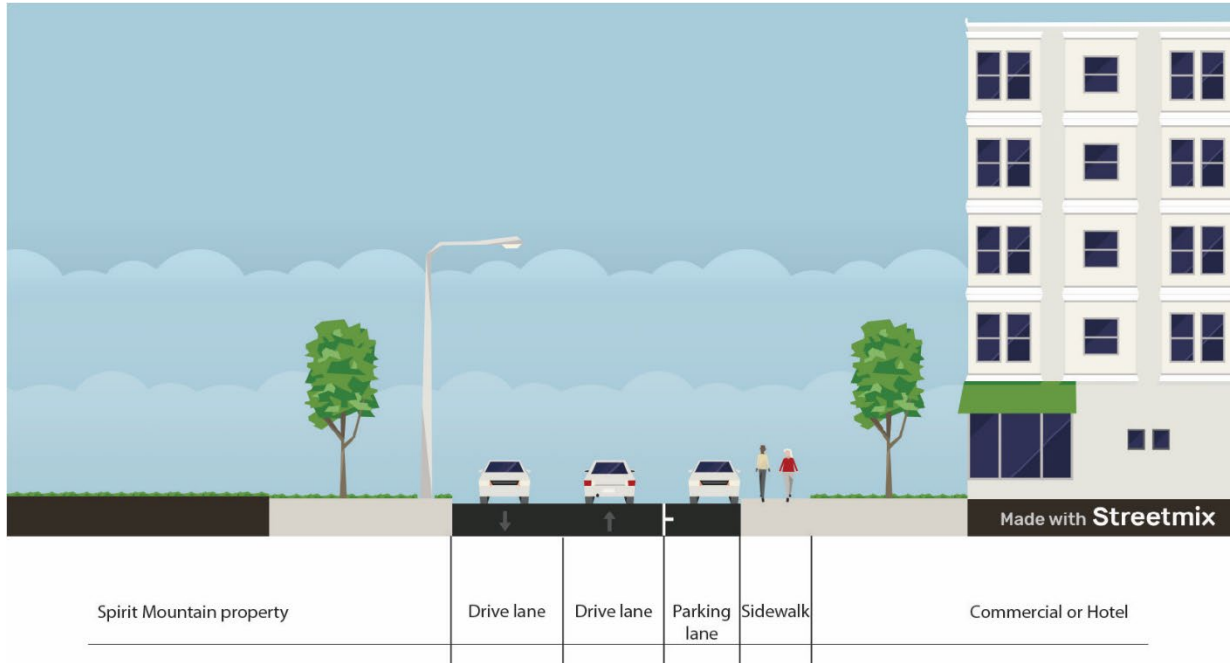 Made with Streetmix
Spirit Mountain property
Drive lane
Drive lane
Parking
lane
Sidewalk
Commercial or Hotel